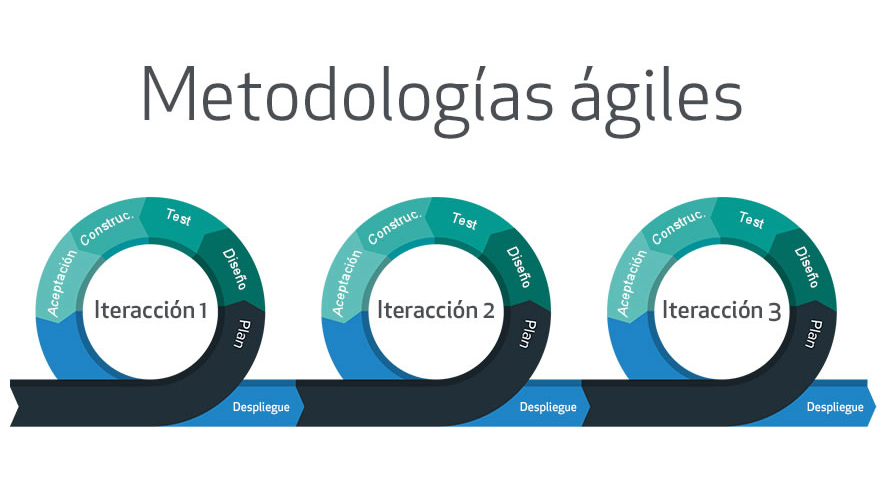 Metodologías ágiles
Aceptación
Construc.
Test
Diseño
Plan
Iteracción 1
Despliegue
Aceptación
Construc.
Test
Diseño
Plan
Iteracción 2
Despliegue
Aceptación
Construc.
Test
Diseño
Plan
Iteracción 3
Despliegue